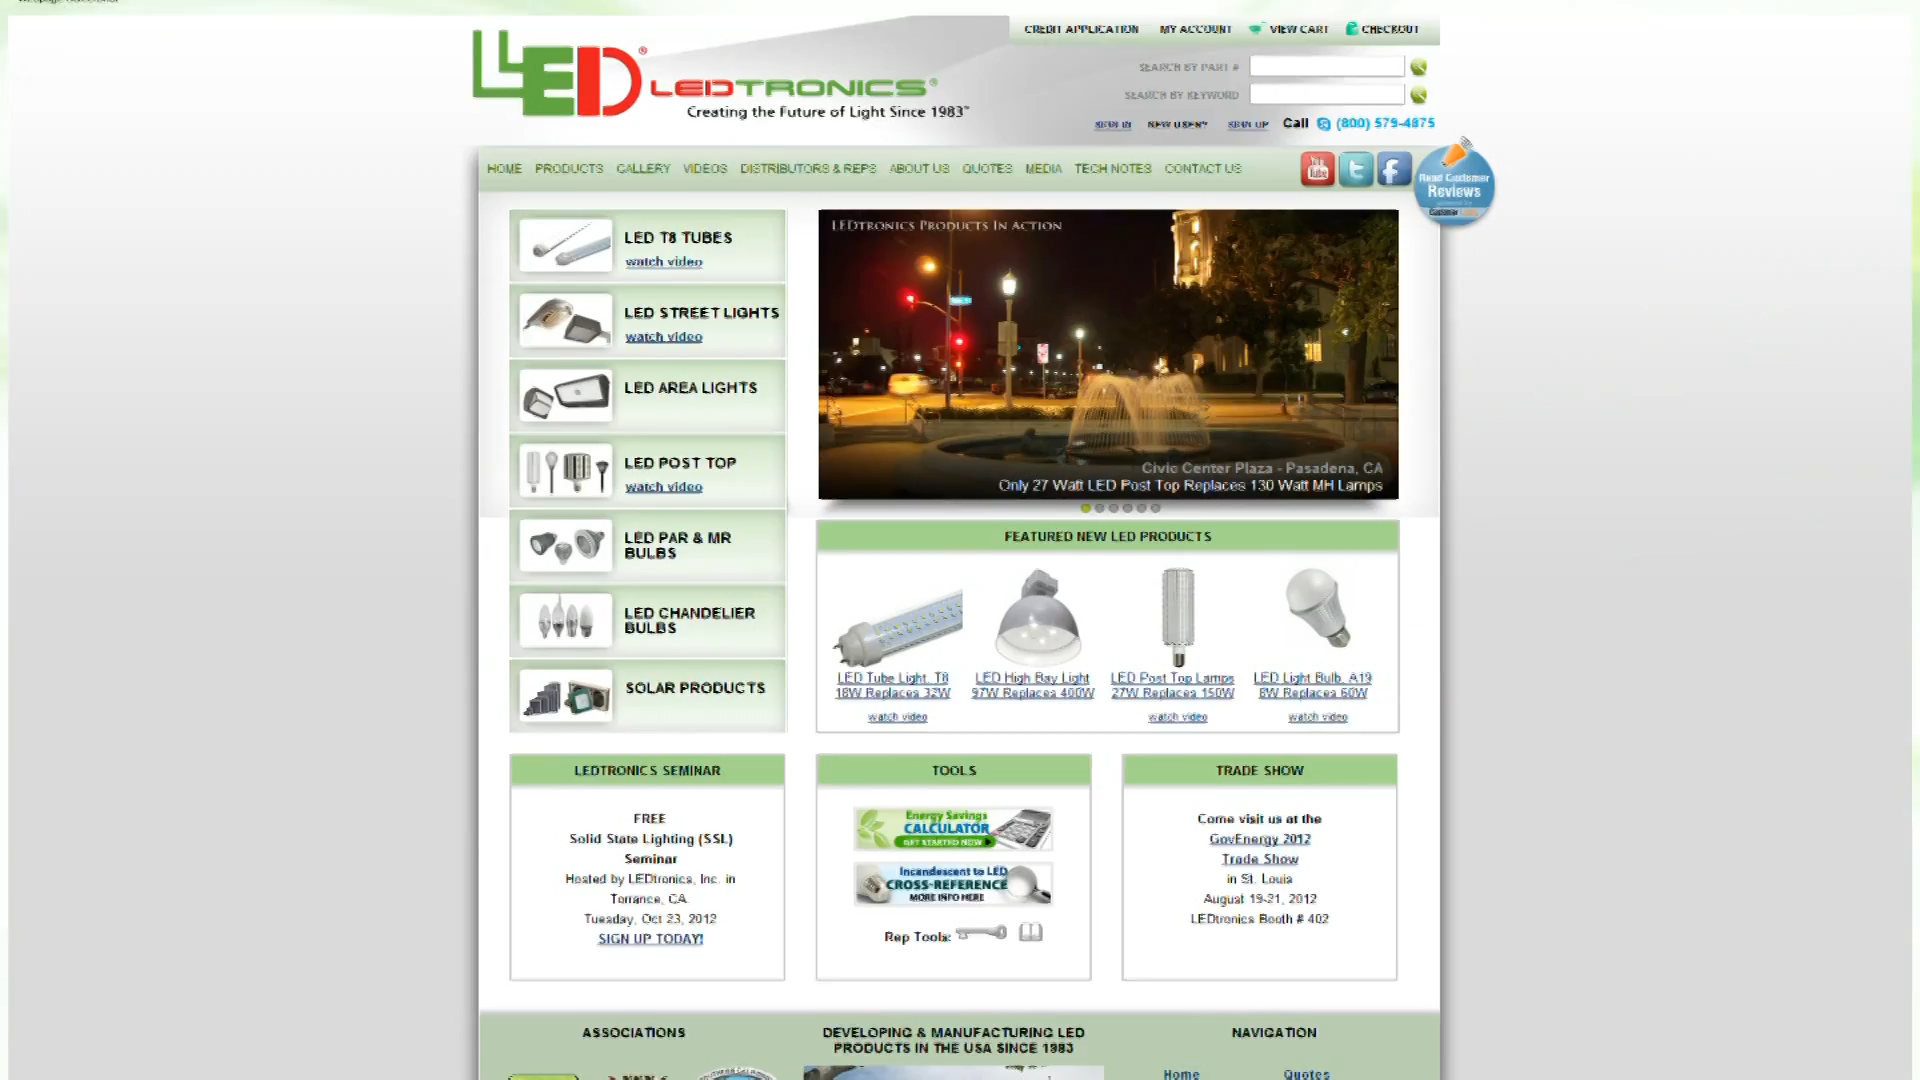 CREDIT APPLICATION MY ACCOUNT VIEW CART CHECKOUT
LED® LEDTRONICS®
Creating the Future of Light Since 1983™
SEARCH BY PART #
SEARCH BY KEYWORD
SIGN IN NEW USER? SIGN UP Call (800) 579-4875
HOME PRODUCTS GALLERY VIDEOS DISTRIBUTORS & REPS ABOUT US QUOTES MEDIA TECH NOTES CONTACT US
You Tube
Read Customer
Reviews
LED T8 TUBES
watch video
LED STREET LIGHTS
watch video
LED AREA LIGHTS
LED POST TOP
watch video
LED PAR & MR
BULBS
LED CHANDELIER
BULBS
SOLAR PRODUCTS
LEDTRONICS PRODUCTS IN ACTION
Civic Center Plaza - Pasadena, CA
Only 27 Watt LED Post Top Replaces 130 Watt MH Lamps
FEATURED NEW LED PRODUCTS
LED Tube Light, T8
18W Replaces 32W
watch video
LED High Bay Light
97W Replaces 400W
LED Post Top Lamps
27W Replaces 150W
watch video
LED Light Bulb, A19
8W Replaces 60W
watch video
LEDTRONICS SEMINAR
FREE
Solid State Lighting (SSL)
Seminar
Hosted by LEDtronics, Inc. in
Torrance, CA.
Tuesday, Oct 23, 2012
SIGN UP TODAY!
TOOLS
Energy Savings
CALCULATOR
GET STARTED NOW
Incandescent to LED
CROSS-REFERENCE
MORE INFO HERE
Rep Tools:
TRADE SHOW
Come visit us at the
GovEnergy 2012
Trade Show
in St. Louis
August 19-21, 2012
LEDtronics Booth # 402
ASSOCIATIONS
DEVELOPING & MANUFACTURING LED
PRODUCTS IN THE USA SINCE 1983
NAVIGATION
Home Quotes